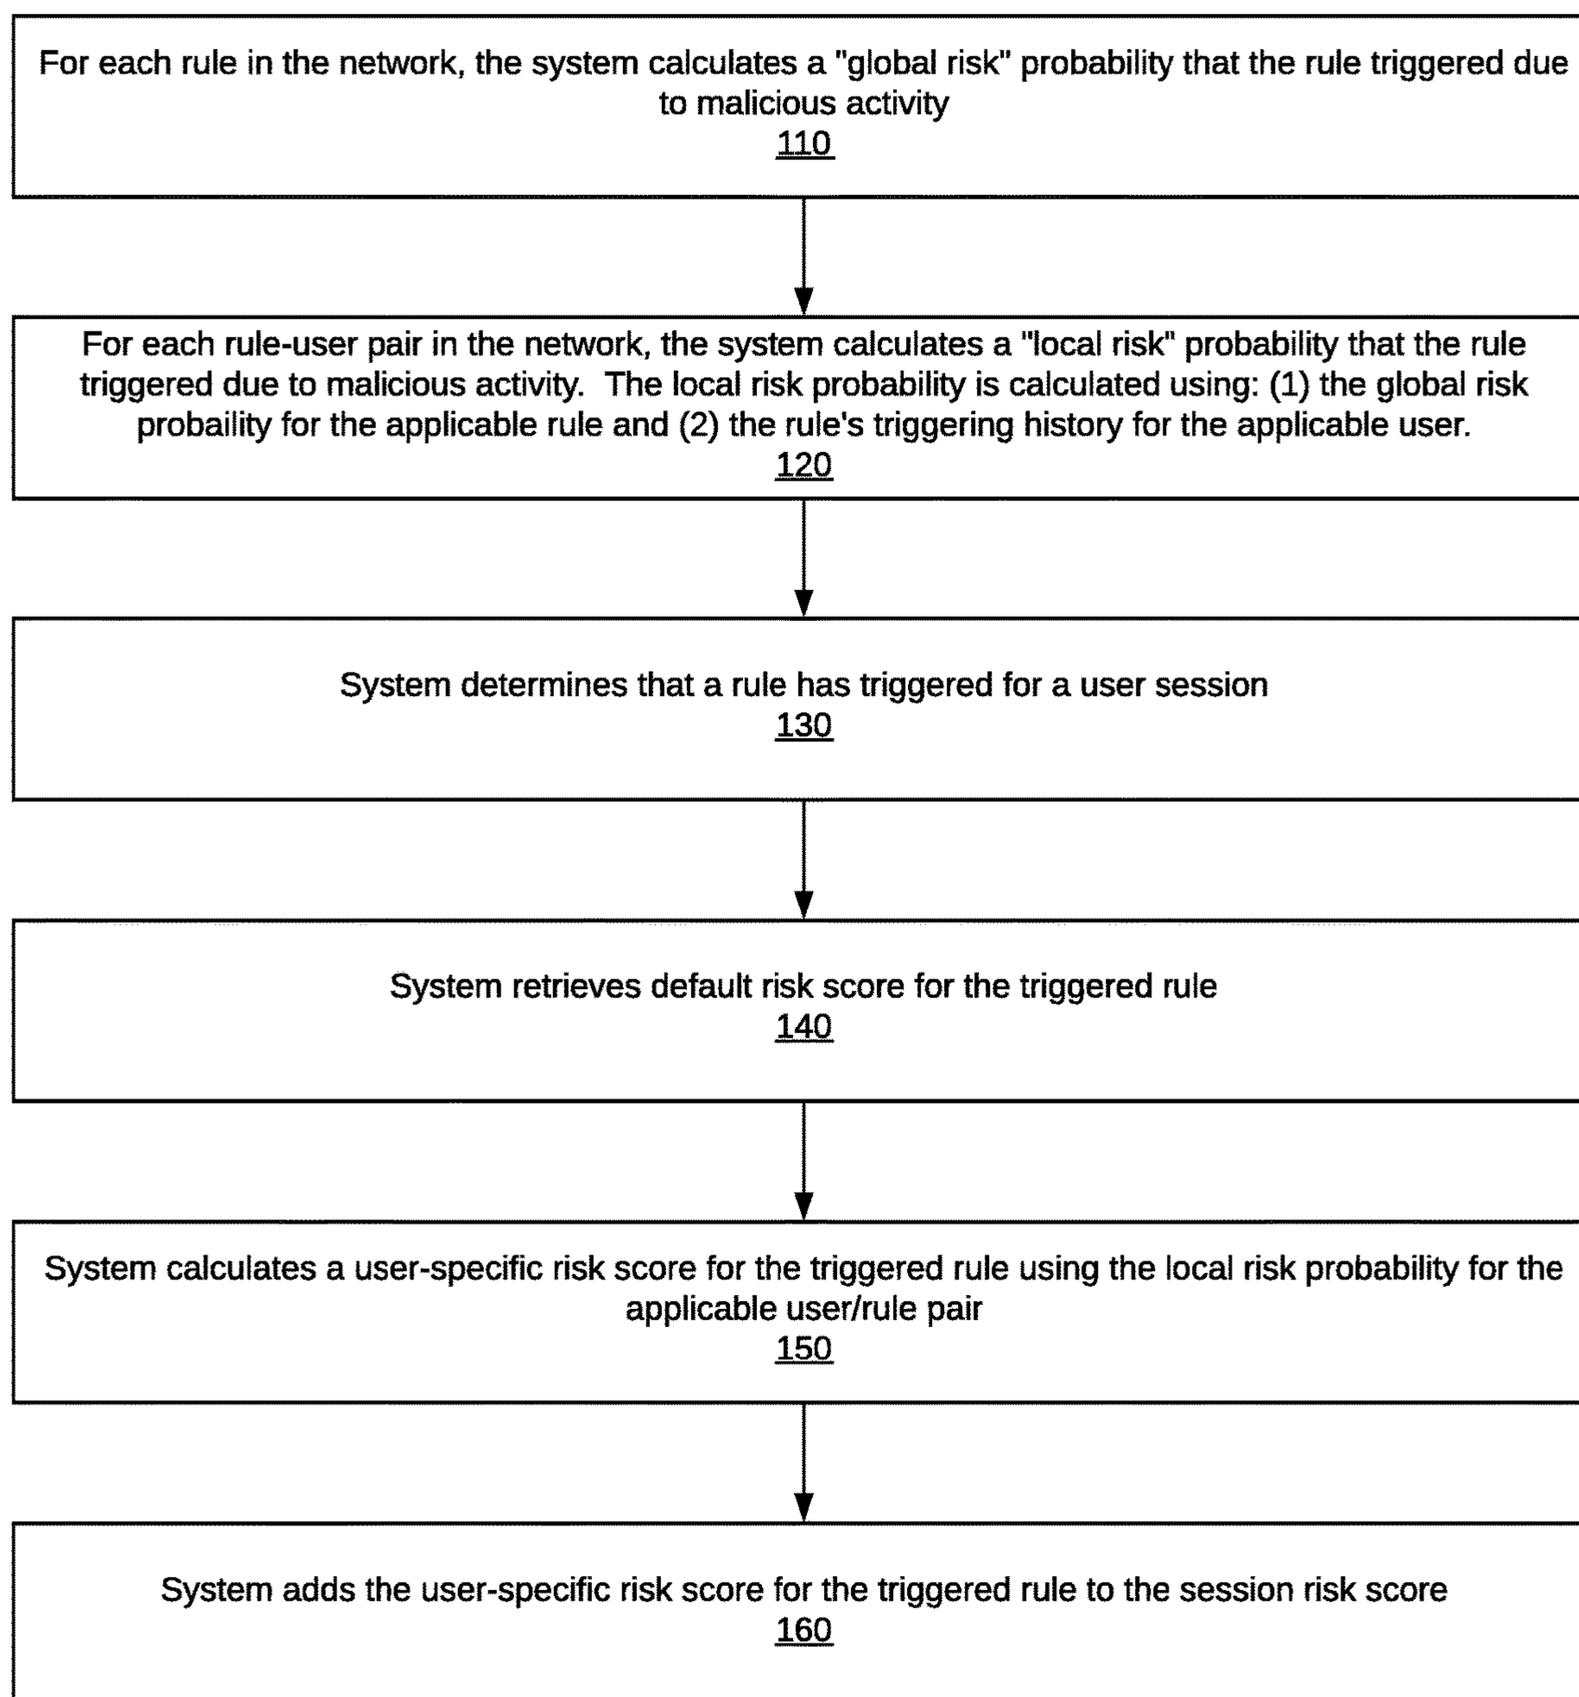 For each rule in the network, the system calculates a "global risk" probability that the rule triggered due
to malicious activity
110
For each rule-user pair in the network, the system calculates a "local risk" probability that the rule
triggered due to malicious activity.  The local risk probability is calculated using: (1) the global risk
probaility for the applicable rule and (2) the rule's triggering history for the applicable user.
120
System determines that a rule has triggered for a user session
130
System retrieves default risk score for the triggered rule
140
System calculates a user-specific risk score for the triggered rule using the local risk probability for the
applicable user/rule pair
150
System adds the user-specific risk score for the triggered rule to the session risk score
160